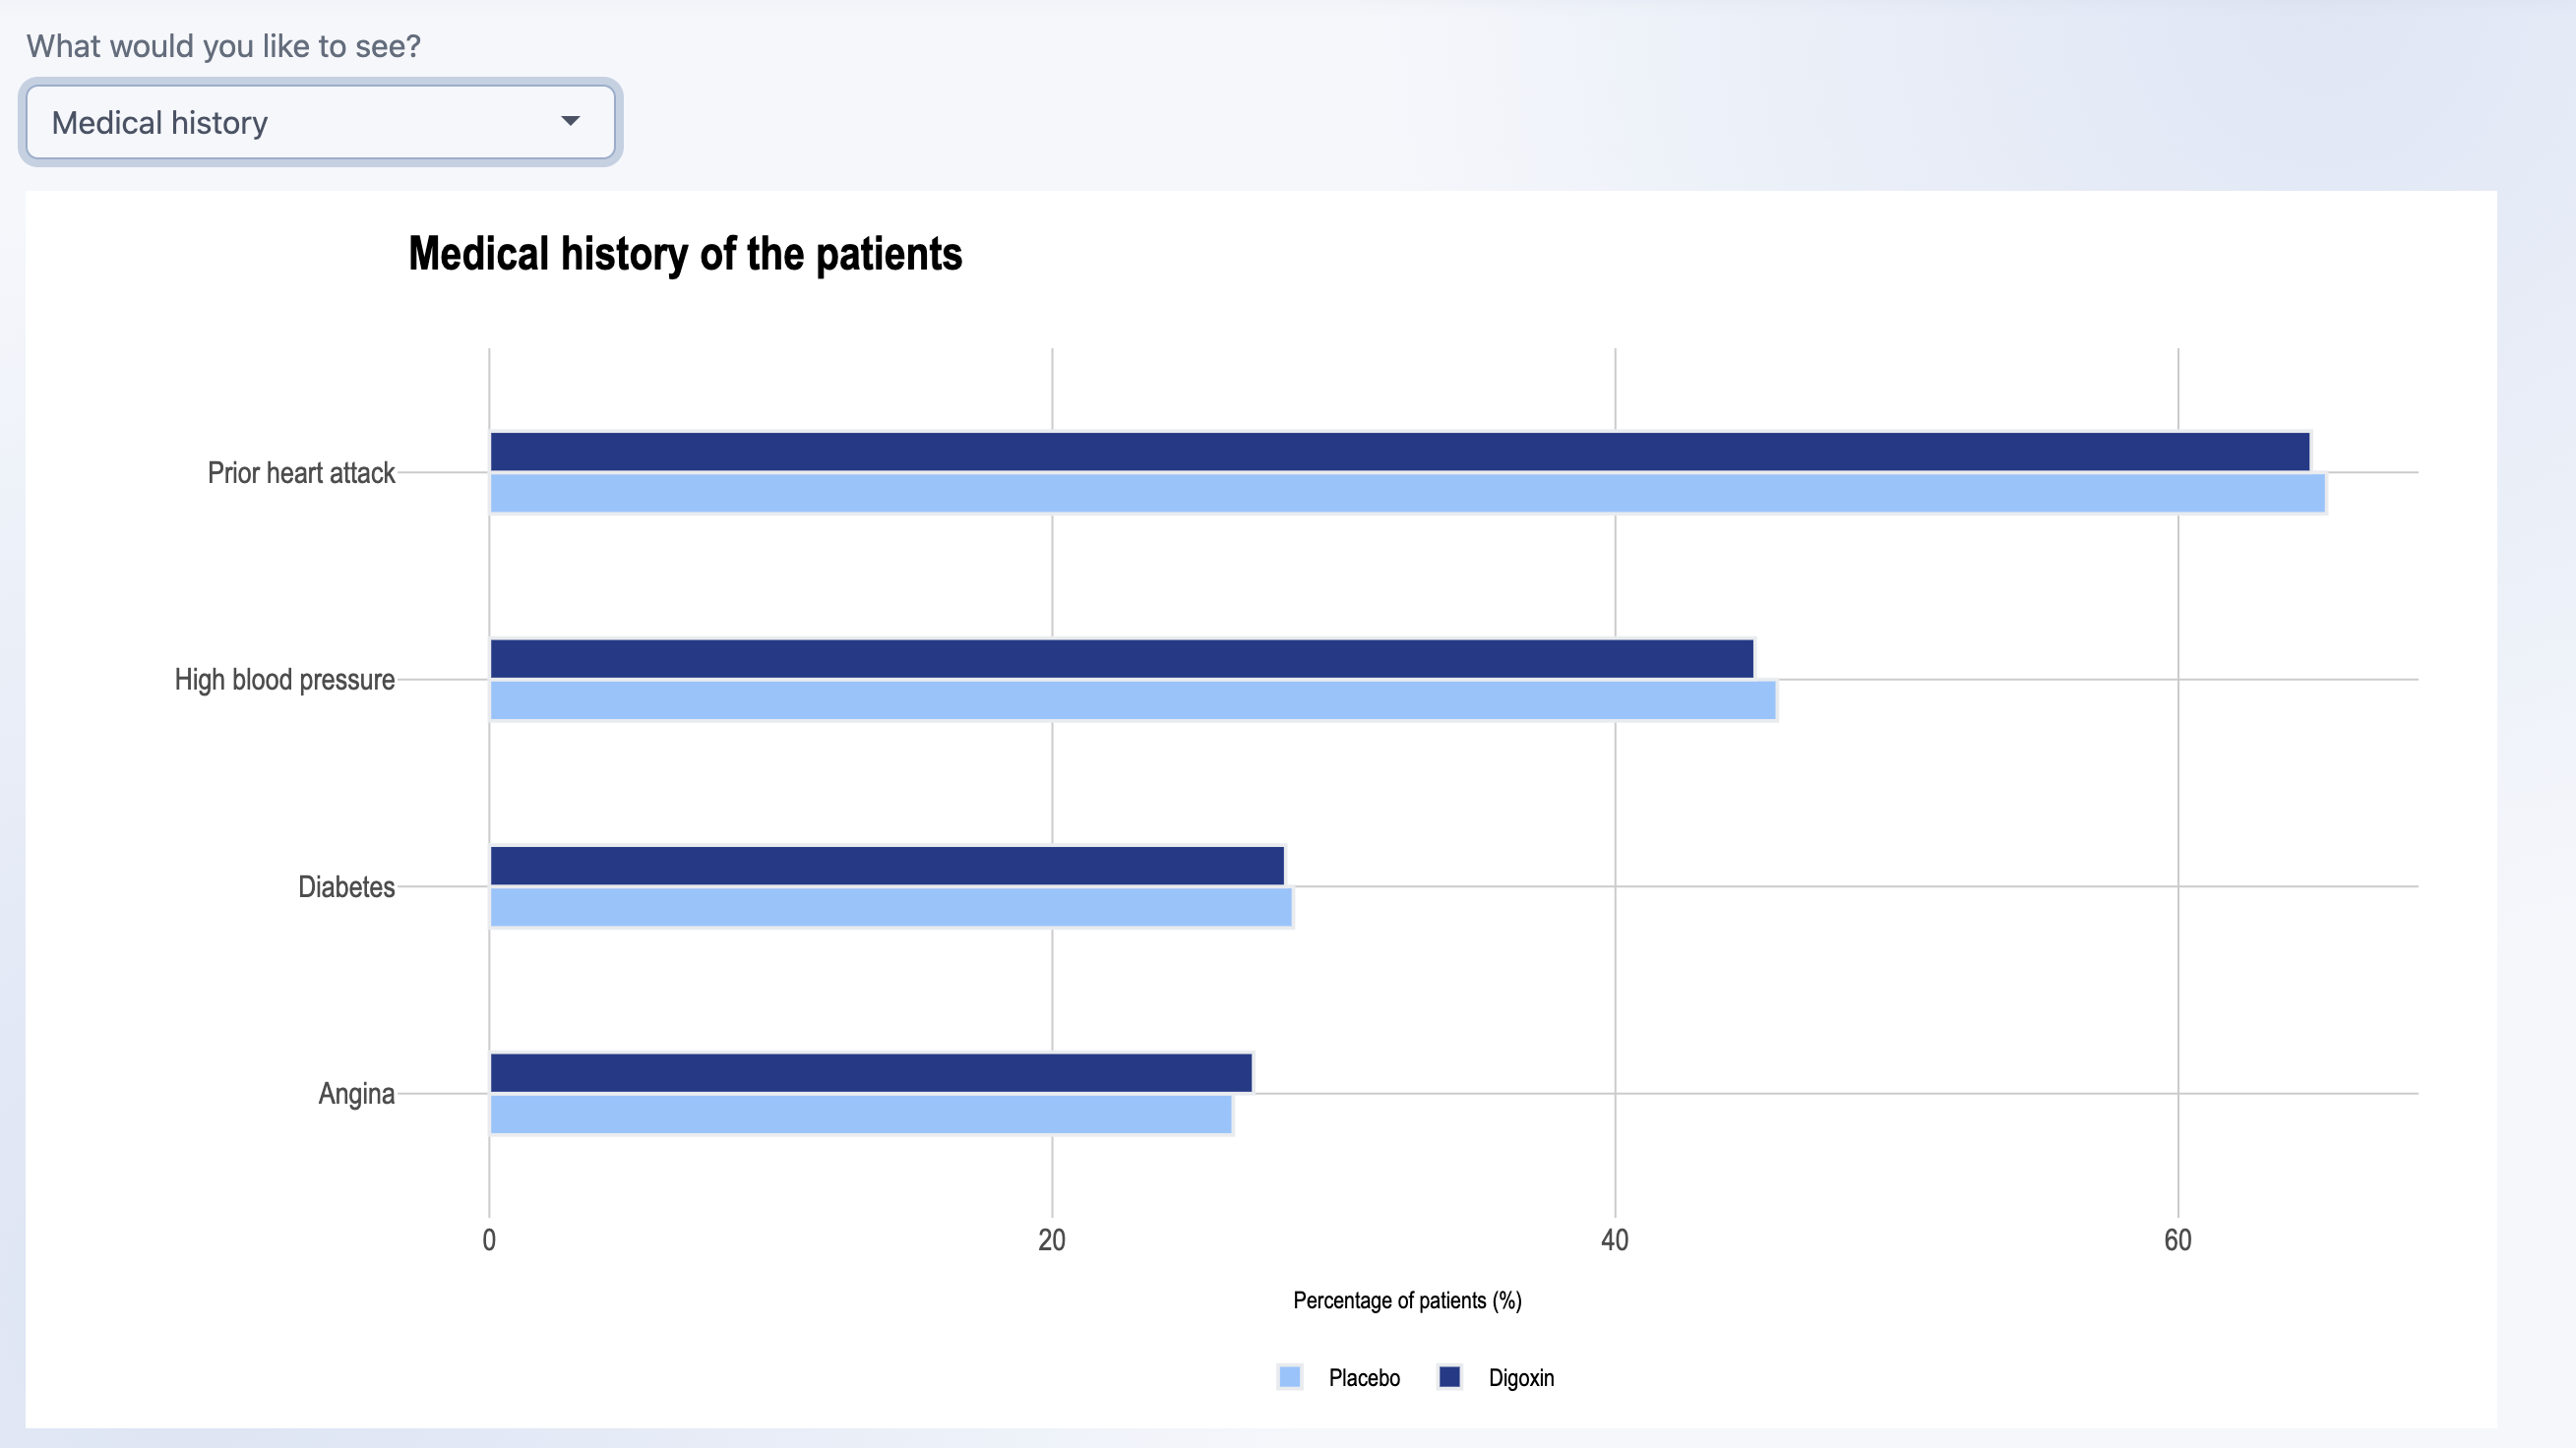 What would you like to see?
Medical history
Medical history of the patients
Prior heart attack
High blood pressure
Diabetes
Angina
0 20 40 60
Percentage of patients (%)
Placebo Digoxin